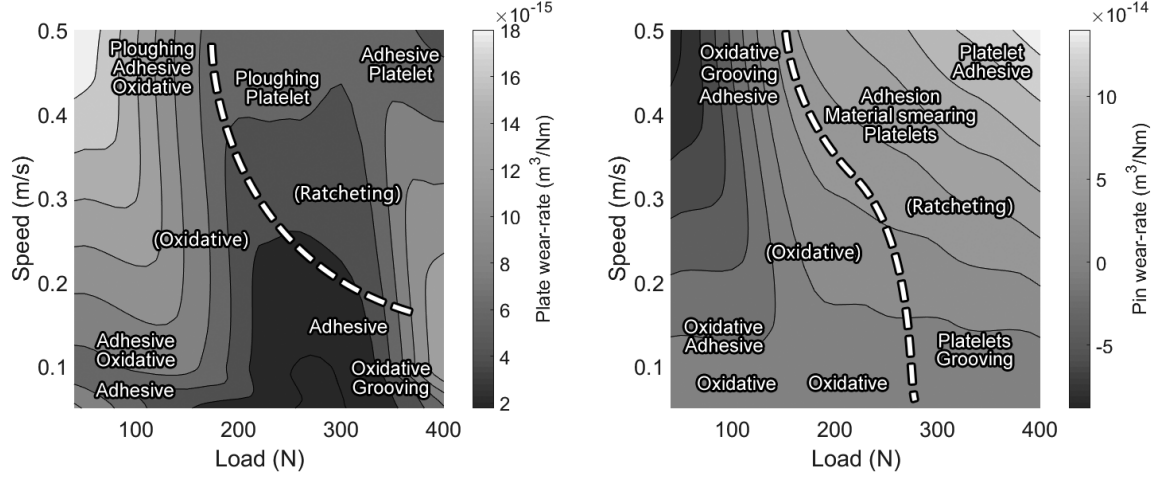 ×10⁻¹⁵
0.5
Ploughing
Adhesive
Oxidative
Ploughing
Platelet
Adhesive
Platelet
0.4
0.3
(Ratcheting)
(Oxidative)
0.2
Adhesive
Adhesive
Oxidative
Oxidative
Grooving
Adhesive
0.1
100
200
300
400
Load (N)
Speed (m/s)
18
16
14
12
10
8
6
4
2
Plate wear-rate (m³/Nm)
×10⁻¹⁴
0.5
Oxidative
Grooving
Adhesive
Platelet
Adhesive
Adhesion
Material smearing
Platelets
0.4
0.3
(Ratcheting)
(Oxidative)
0.2
Oxidative
Adhesive
Platelets
Grooving
0.1
Oxidative
Oxidative
100
200
300
400
Load (N)
Speed (m/s)
10
5
0
-5
Pin wear-rate (m³/Nm)